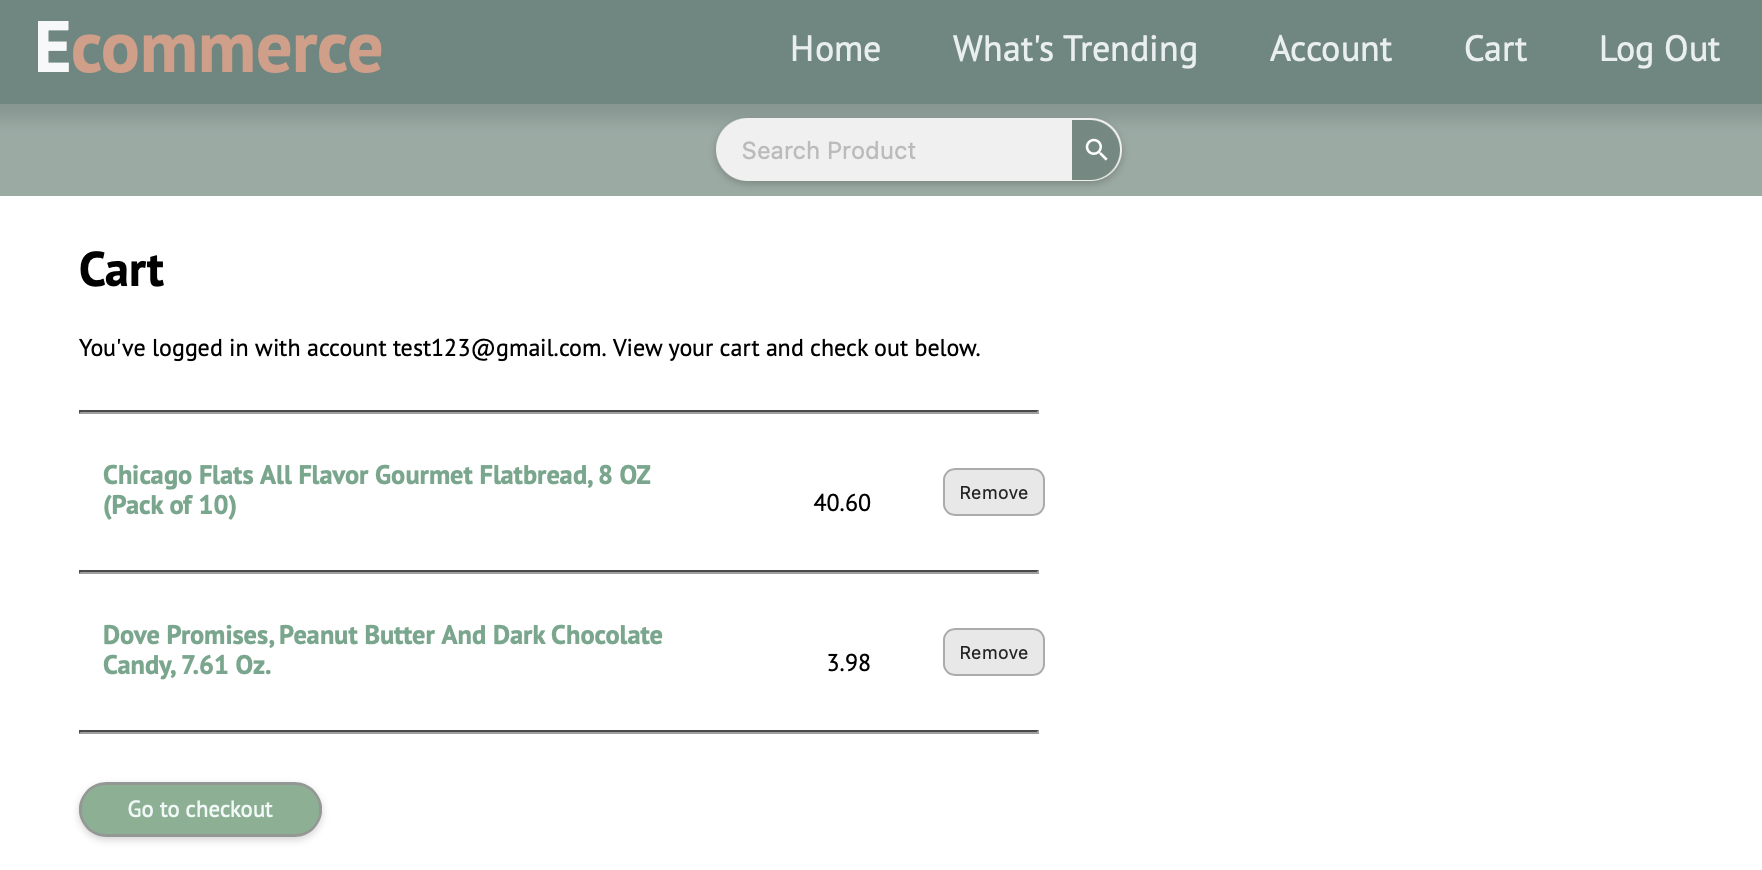 Ecommerce
Home What's Trending Account Cart Log Out
Search Product
Cart
You've logged in with account test123@gmail.com. View your cart and check out below.
Chicago Flats All Flavor Gourmet Flatbread, 8 OZ
(Pack of 10)
40.60
Remove
Dove Promises, Peanut Butter And Dark Chocolate
Candy, 7.61 Oz.
3.98
Remove
Go to checkout